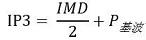 IP3 = IMD/2 + P基波